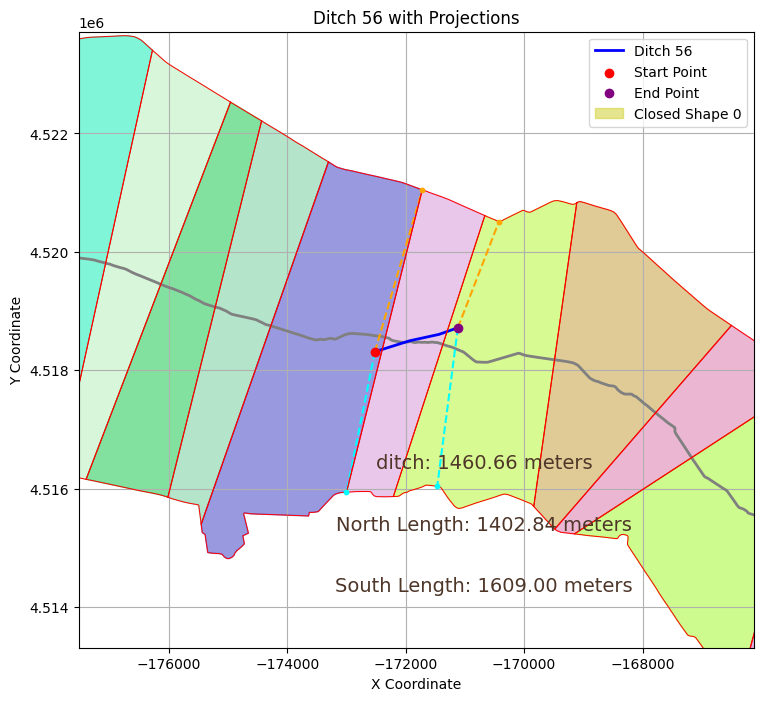 Ditch 56 with Projections
1e6
Ditch 56
Start Point
End Point
Closed Shape 0
4.522
4.520
4.518
4.516
4.514
Y Coordinate
ditch: 1460.66 meters
North Length: 1402.84 meters
South Length: 1609.00 meters
−176000 −174000 −172000 −170000 −168000
X Coordinate